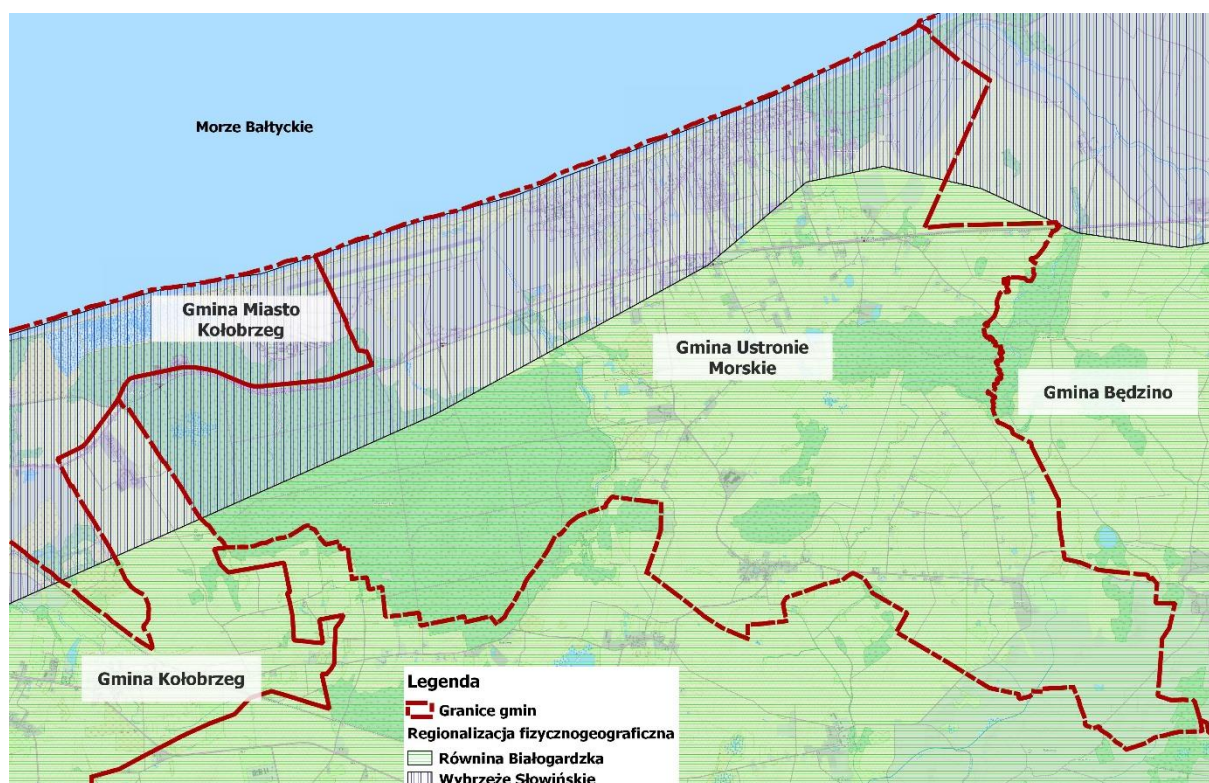 Morze Bałtyckie
Gmina Miasto
Kołobrzeg
Gmina Ustronie
Morskie
Gmina Będzino
Gmina Kołobrzeg
Legenda
Granice gmin
Regionalizacja fizycznogeograficzna
Równina Białogardzka
Wybrzeże Słowińskie